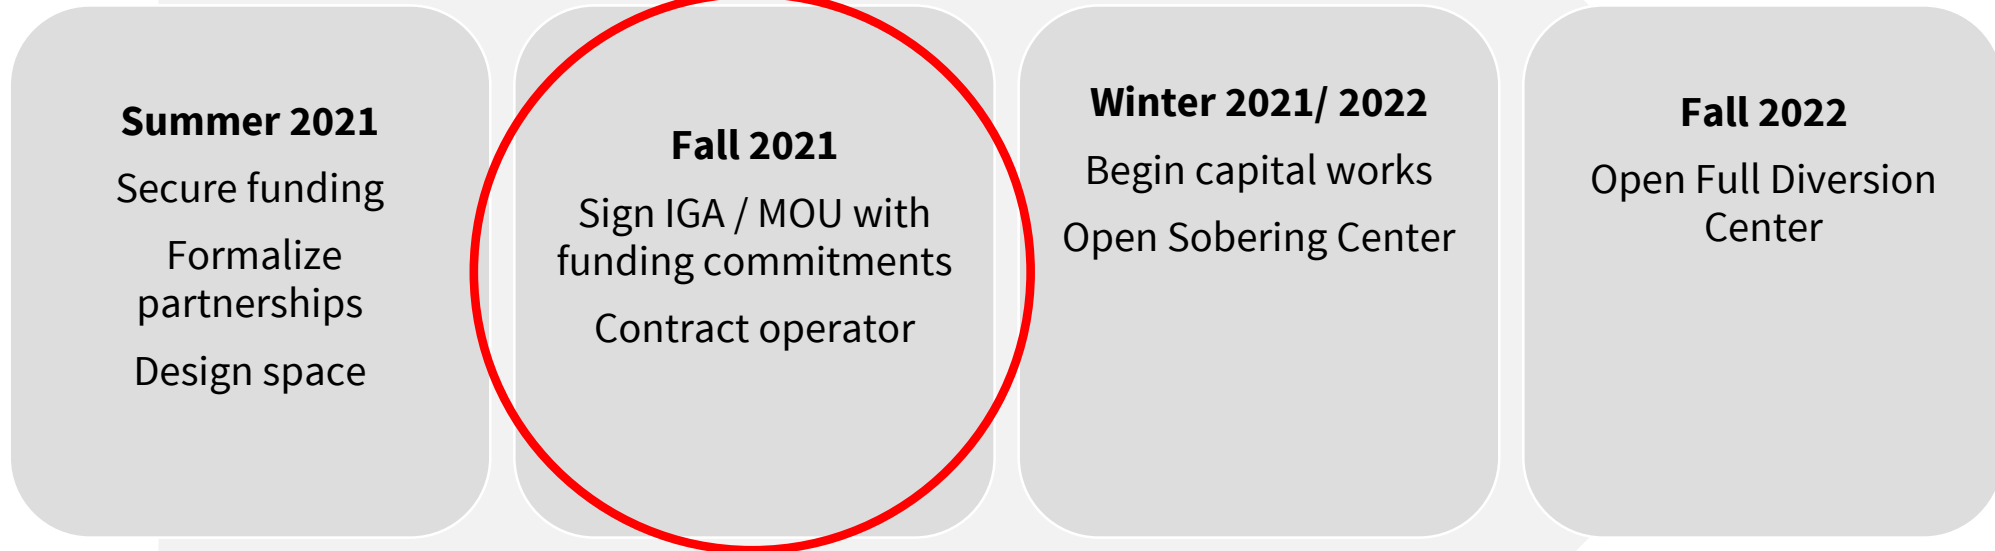 Summer 2021
Secure funding
Formalize
partnerships
Design space
Fall 2021
Sign IGA / MOU with
funding commitments
Contract operator
Winter 2021/ 2022
Begin capital works
Open Sobering Center
Fall 2022
Open Full Diversion
Center